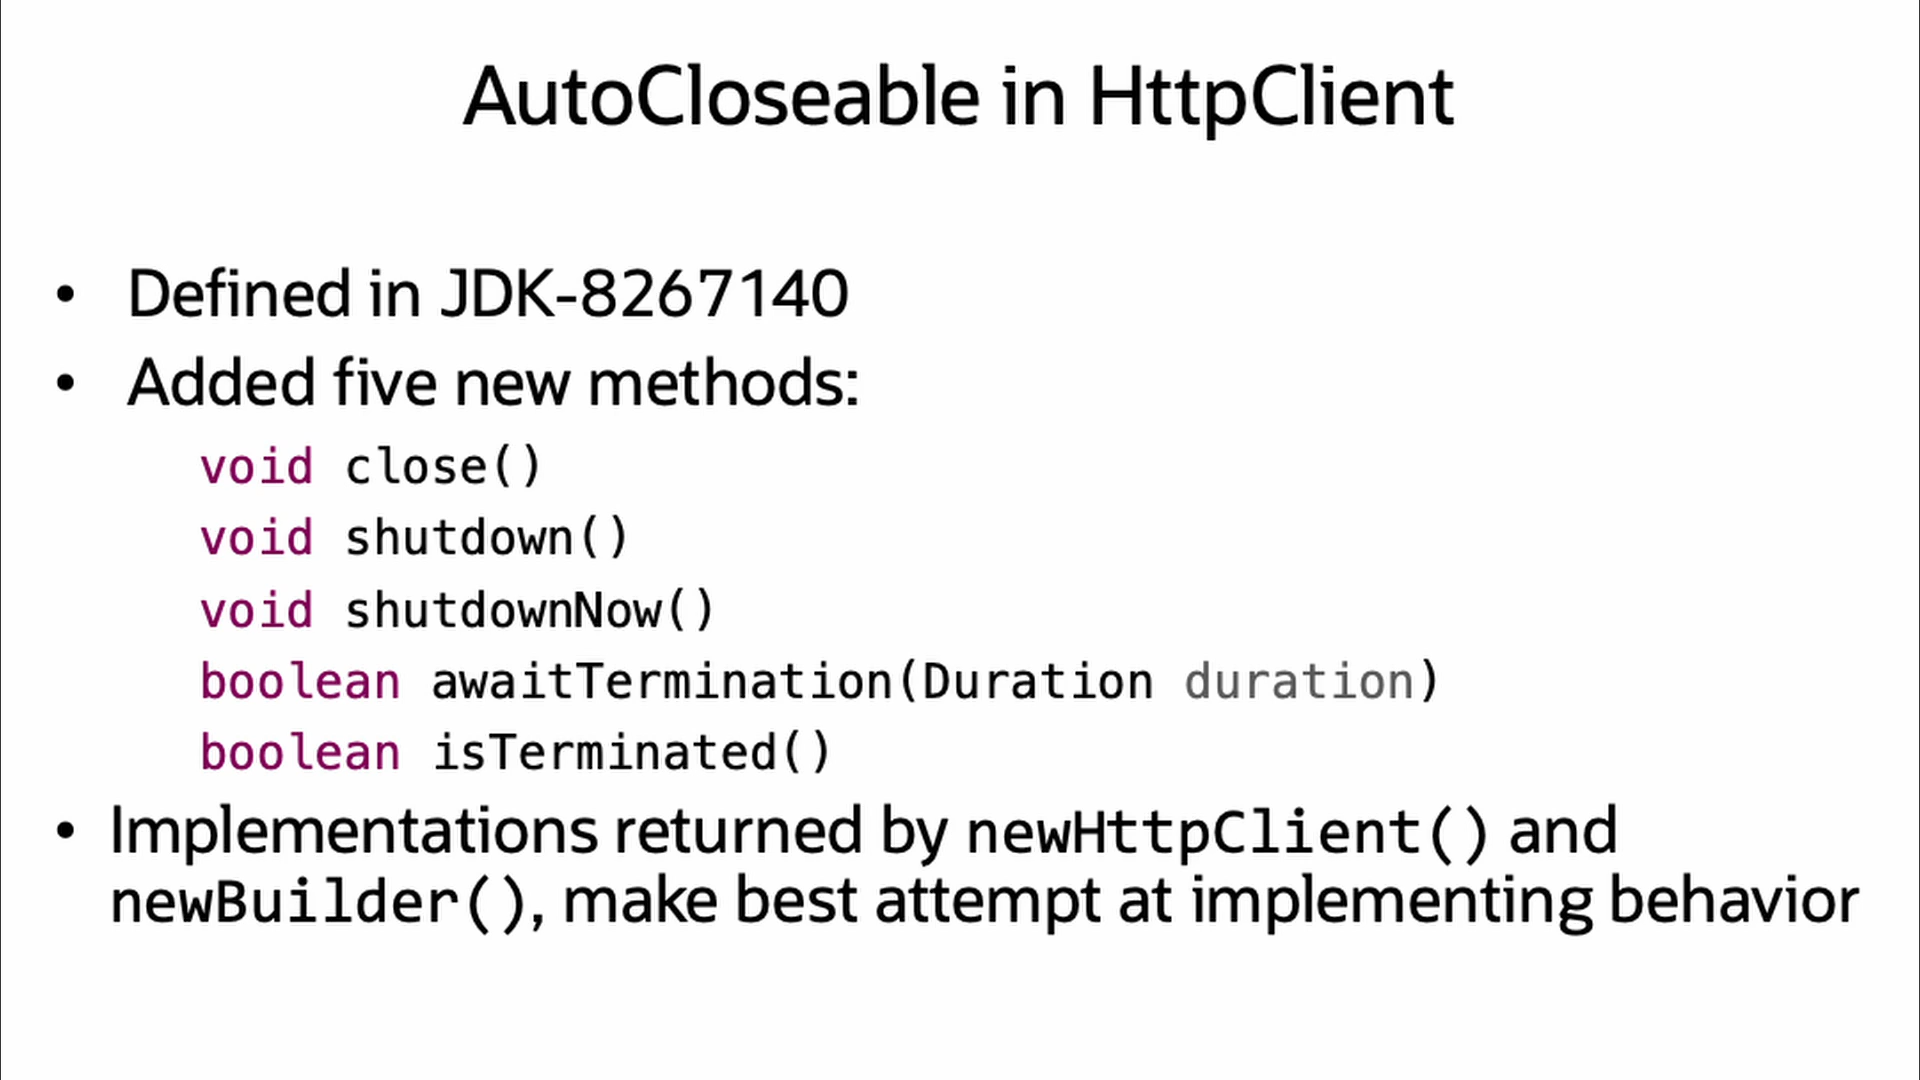 AutoCloseable in HttpClient
• Defined in JDK-8267140
• Added five new methods:
void close()
void shutdown()
void shutdownNow()
boolean awaitTermination(Duration duration)
boolean isTerminated()
• Implementations returned by newHttpClient() and
newBuilder(), make best attempt at implementing behavior